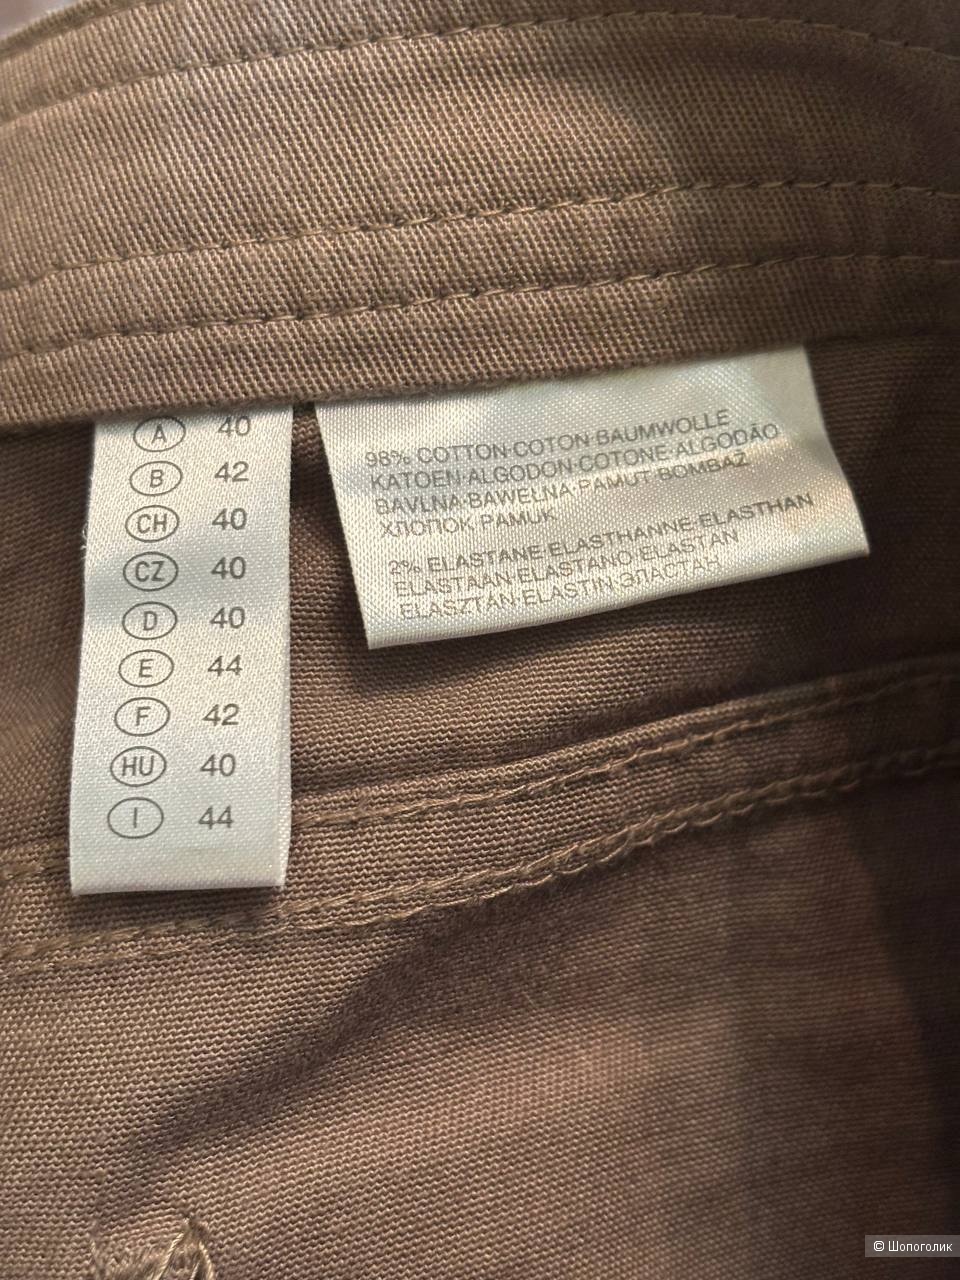 A 40
B 42
CH 40
CZ 40
D 40
E 44
F 42
HU 40
I 44
98% COTTON·COTON·BAUMWOLLE
KATOEN·ALGODON·COTONE·ALGODÃO
BAVLNA·BAWEŁNA·PAMUT·BOMBAŽ
ХЛОПОК PAMUK
2% ELASTANE·ELASTHANNE·ELASTHAN
ELASTAAN·ELASTANO·ELASTAN
ELASZTÁN·ELASTIN·ЭЛАСТАН
© Шопоголик